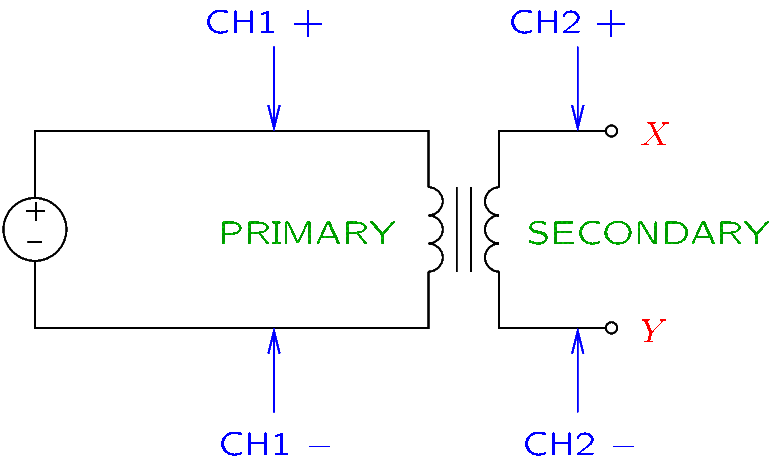 CH1 + CH2 +
X
+
PRIMARY SECONDARY
−
Y
CH1 − CH2 −